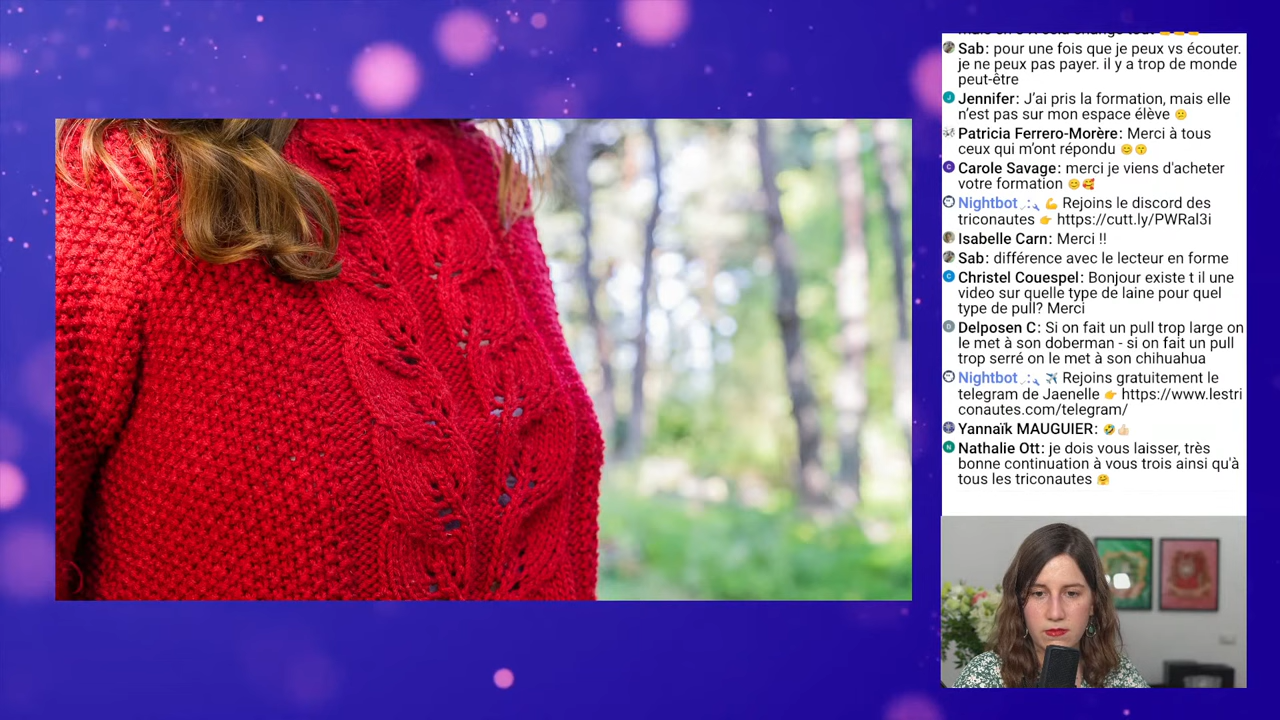 Sab: pour une fois que je peux vs écouter.
je ne peux pas payer. il y a trop de monde
peut-être
Jennifer: J'ai pris la formation, mais elle
n'est pas sur mon espace élève 😕
Patricia Ferrero-Morère: Merci à tous
ceux qui m'ont répondu 😊😙
Carole Savage: merci je viens d'acheter
votre formation 😊🥰
Nightbot: 💪 Rejoins le discord des
triconautes 👉 https://cutt.ly/PWRal3i
Isabelle Carn: Merci !!
Sab: différence avec le lecteur en forme
Christel Couespel: Bonjour existe t il une
video sur quelle type de laine pour quel
type de pull? Merci
Delposen C: Si on fait un pull trop large on
le met à son doberman - si on fait un pull
trop serré on le met à son chihuahua
Nightbot: ✈️ Rejoins gratuitement le
telegram de Jaenelle 👉 https://www.lestri
conautes.com/telegram/
Yannaïk MAUGUIER: 🤣👍🏻
Nathalie Ott: je dois vous laisser, très
bonne continuation à vous trois ainsi qu'à
tous les triconautes 🤗